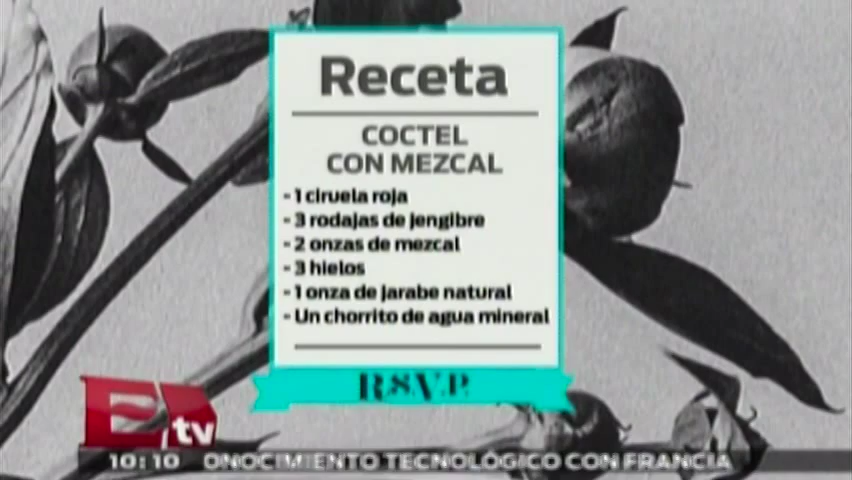 Receta
COCTEL
CON MEZCAL
- 1 ciruela roja
- 3 rodajas de jengibre
- 2 onzas de mezcal
- 3 hielos
- 1 onza de jarabe natural
- Un chorrito de agua mineral
R.S.V.P.
E tv
10:10 ONOCIMIENTO TECNOLÓGICO CON FRANCIA